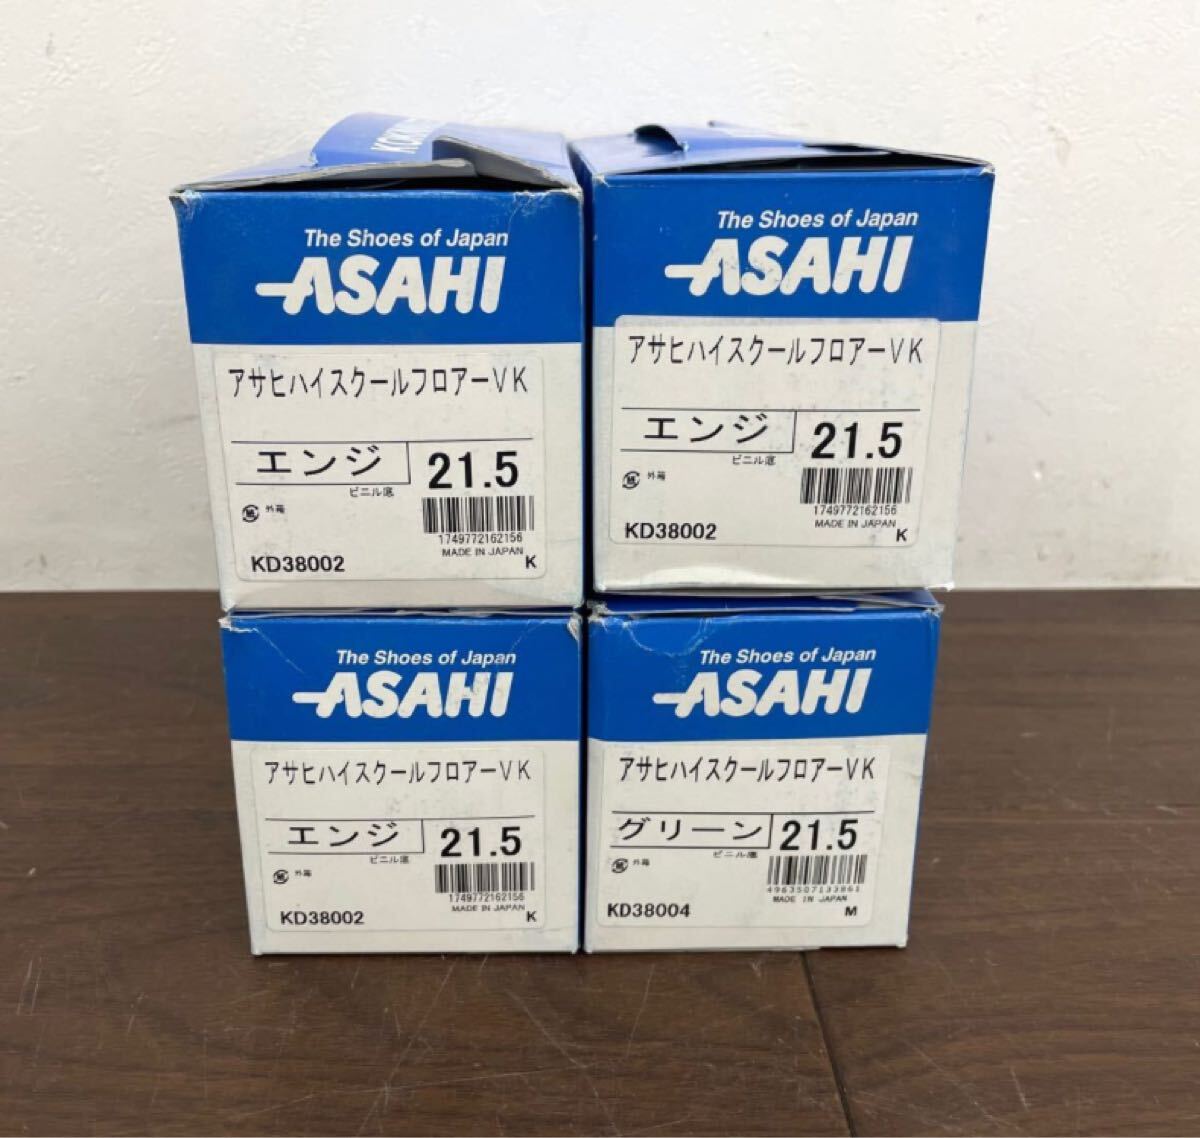 The Shoes of Japan
ASAHI
アサヒハイスクールフロアーVK
エンジ
21.5
ビニル底
外箱
1749772162156
MADE IN JAPAN
KD38002
K
The Shoes of Japan
ASAHI
アサヒハイスクールフロアーVK
エンジ
21.5
ビニル底
外箱
1749772162156
MADE IN JAPAN
KD38002
K
The Shoes of Japan
ASAHI
アサヒハイスクールフロアーVK
エンジ
21.5
ビニル底
外箱
1749772162156
MADE IN JAPAN
KD38002
K
The Shoes of Japan
ASAHI
アサヒハイスクールフロアーVK
グリーン
21.5
ビニル底
外箱
4963507133861
MADE IN JAPAN
KD38004
M